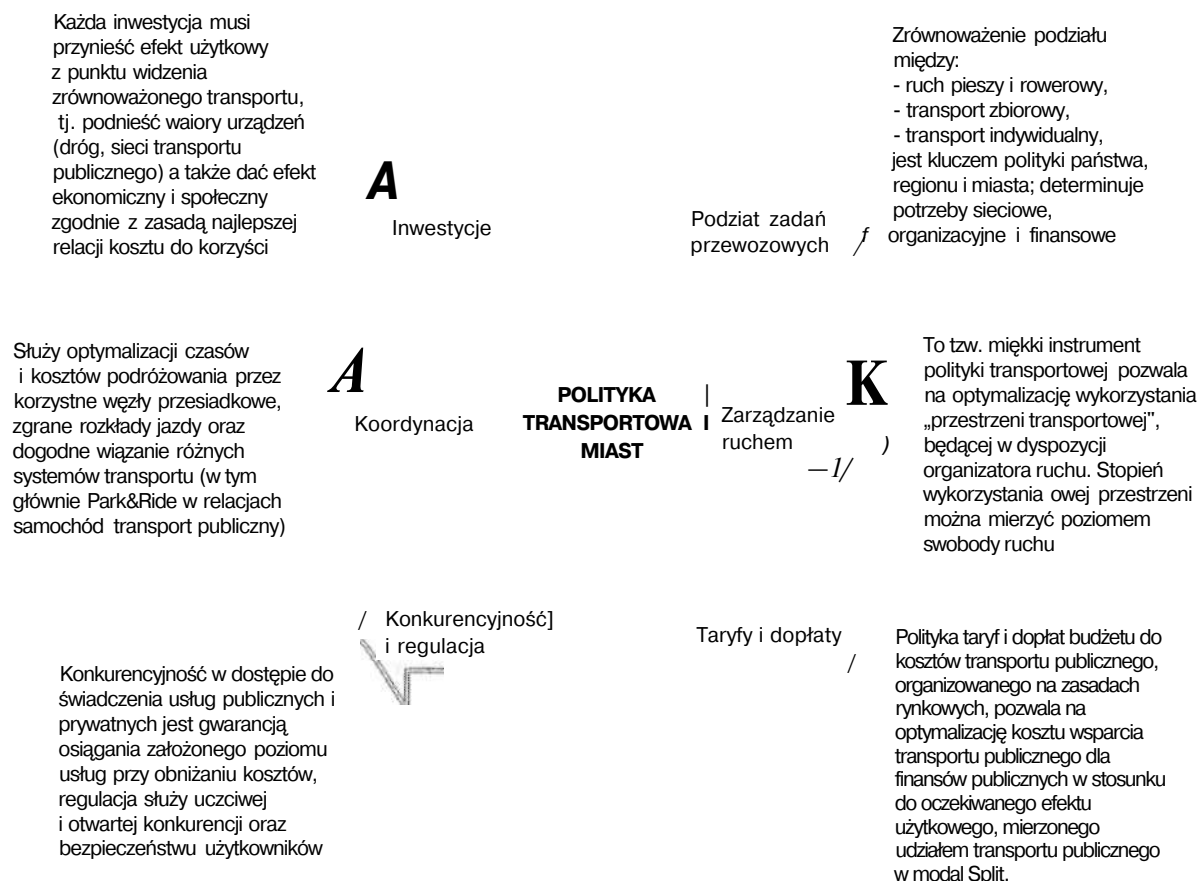 Każda inwestycja musi
przynieść efekt użytkowy
z punktu widzenia
zrównoważonego transportu,
tj. podnieść waiory urządzeń
(dróg, sieci transportu
publicznego) a także dać efekt
ekonomiczny i społeczny
zgodnie z zasadą najlepszej
relacji kosztu do korzyści
A
Inwestycje
Podziat zadań
przewozowych /
Zrównoważenie podziału
między:
- ruch pieszy i rowerowy,
- transport zbiorowy,
- transport indywidualny,
jest kluczem polityki państwa,
regionu i miasta; determinuje
potrzeby sieciowe,
f organizacyjne i finansowe
Służy optymalizacji czasów
i kosztów podróżowania przez
korzystne węzły przesiadkowe,
zgrane rozkłady jazdy oraz
dogodne wiązanie różnych
systemów transportu (w tym
głównie Park&Ride w relacjach
samochód transport publiczny)
A
Koordynacja
POLITYKA |
TRANSPORTOWA I
MIAST
Zarządzanie
ruchem
—1/ )
K
To tzw. miękki instrument
polityki transportowej pozwala
na optymalizację wykorzystania
„przestrzeni transportowej",
będącej w dyspozycji
organizatora ruchu. Stopień
wykorzystania owej przestrzeni
można mierzyć poziomem
swobody ruchu
/ Konkurencyjność]
i regulacja
Konkurencyjność w dostępie do
świadczenia usług publicznych i
prywatnych jest gwarancją
osiągania założonego poziomu
usług przy obniżaniu kosztów,
regulacja służy uczciwej
i otwartej konkurencji oraz
bezpieczeństwu użytkowników
Taryfy i dopłaty
/
Polityka taryf i dopłat budżetu do
kosztów transportu publicznego,
organizowanego na zasadach
rynkowych, pozwala na
optymalizację kosztu wsparcia
transportu publicznego dla
finansów publicznych w stosunku
do oczekiwanego efektu
użytkowego, mierzonego
udziałem transportu publicznego
w modal Split.